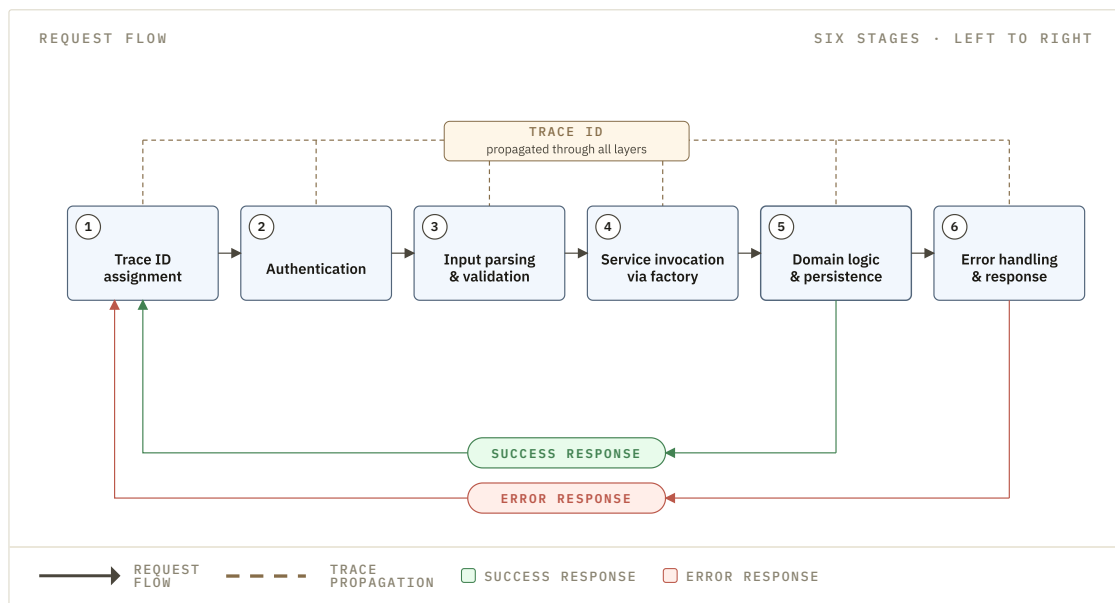 REQUEST FLOW
SIX STAGES · LEFT TO RIGHT
TRACE ID
propagated through all layers
1
Trace ID
assignment
2
Authentication
3
Input parsing
& validation
4
Service invocation
via factory
5
Domain logic
& persistence
6
Error handling
& response
SUCCESS RESPONSE
ERROR RESPONSE
REQUEST
FLOW
TRACE
PROPAGATION
SUCCESS RESPONSE
ERROR RESPONSE